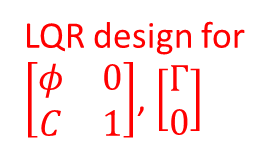 LQR design for
[ϕ 0
C 1], [Γ
0]